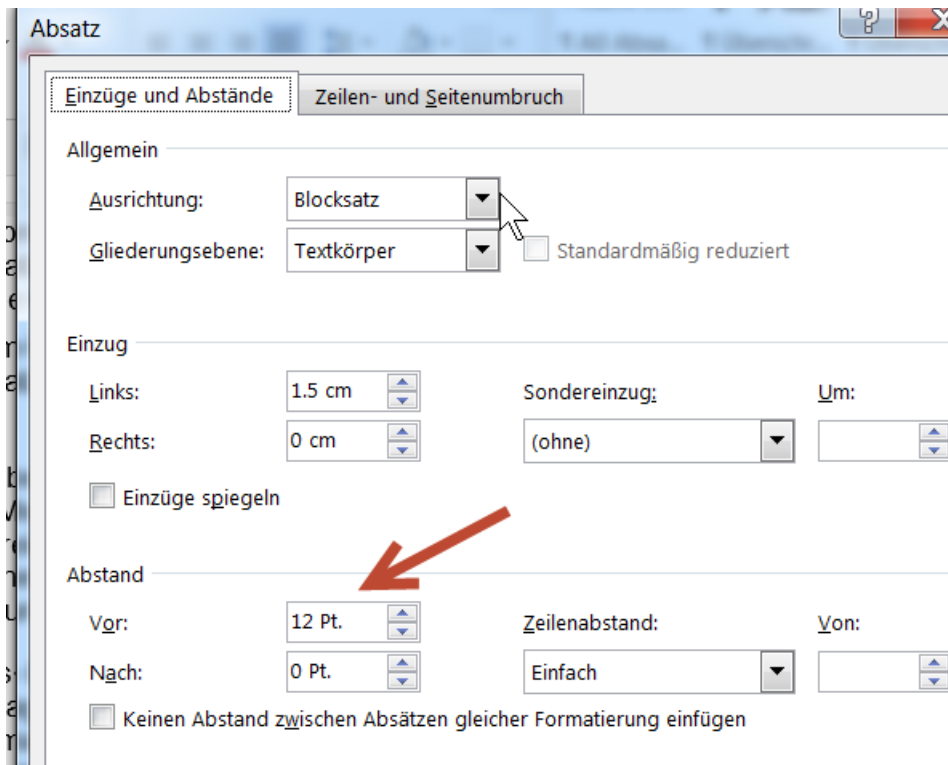 Absatz
Einzüge und Abstände
Zeilen- und Seitenumbruch
Allgemein
Ausrichtung: Blocksatz
Gliederungsebene: Textkörper Standardmäßig reduziert
Einzug
Links: 1.5 cm Sondereinzug: Um:
Rechts: 0 cm (ohne)
Einzüge spiegeln
Abstand
Vor: 12 Pt. Zeilenabstand: Von:
Nach: 0 Pt. Einfach
Keinen Abstand zwischen Absätzen gleicher Formatierung einfügen